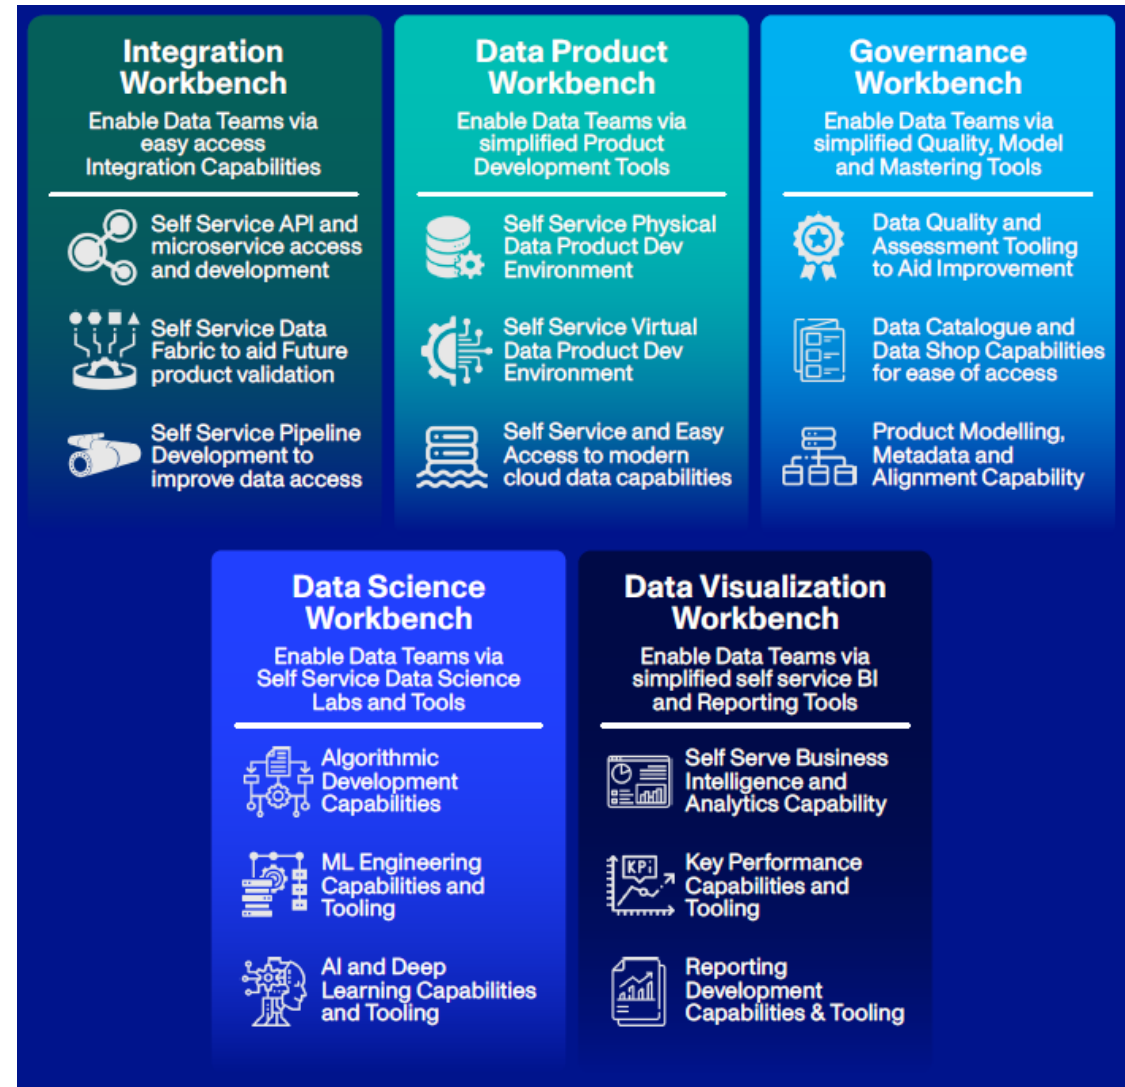 Integration
Workbench
Enable Data Teams via
easy access
Integration Capabilities
Self Service API and
microservice access
and development
Self Service Data
Fabric to aid Future
product validation
Self Service Pipeline
Development to
improve data access
Data Product
Workbench
Enable Data Teams via
simplified Product
Development Tools
Self Service Physical
Data Product Dev
Environment
Self Service Virtual
Data Product Dev
Environment
Self Service and Easy
Access to modern
cloud data capabilities
Governance
Workbench
Enable Data Teams via
simplified Quality, Model
and Mastering Tools
Data Quality and
Assessment Tooling
to Aid Improvement
Data Catalogue and
Data Shop Capabilities
for ease of access
Product Modelling,
Metadata and
Alignment Capability
Data Science
Workbench
Enable Data Teams via
Self Service Data Science
Labs and Tools
Algorithmic
Development
Capabilities
ML Engineering
Capabilities and
Tooling
AI and Deep
Learning Capabilities
and Tooling
Data Visualization
Workbench
Enable Data Teams via
simplified self service BI
and Reporting Tools
Self Serve Business
Intelligence and
Analytics Capability
KPi
Key Performance
Capabilities and
Tooling
Reporting
Development
Capabilities & Tooling